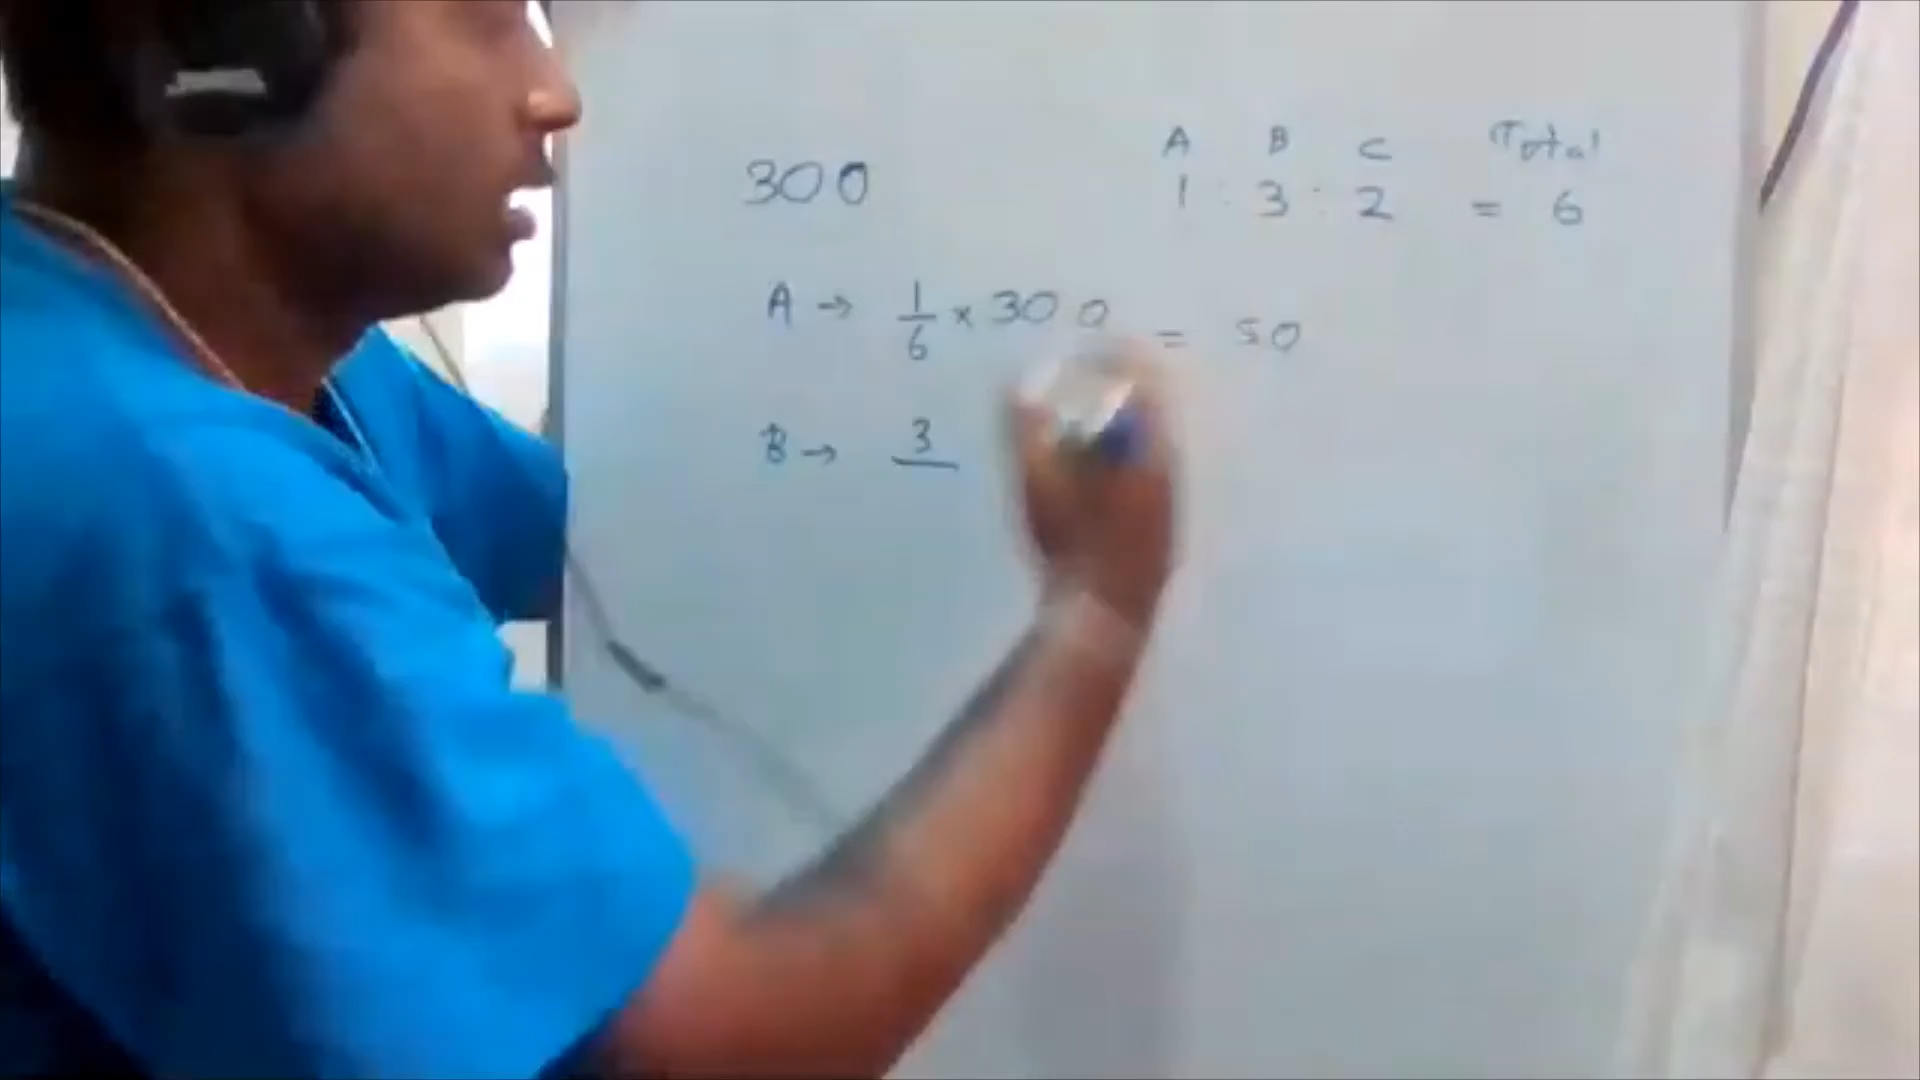 A B C Total
300 1 : 3 : 2 = 6
A → 1/6 × 300 = 50
B → 3